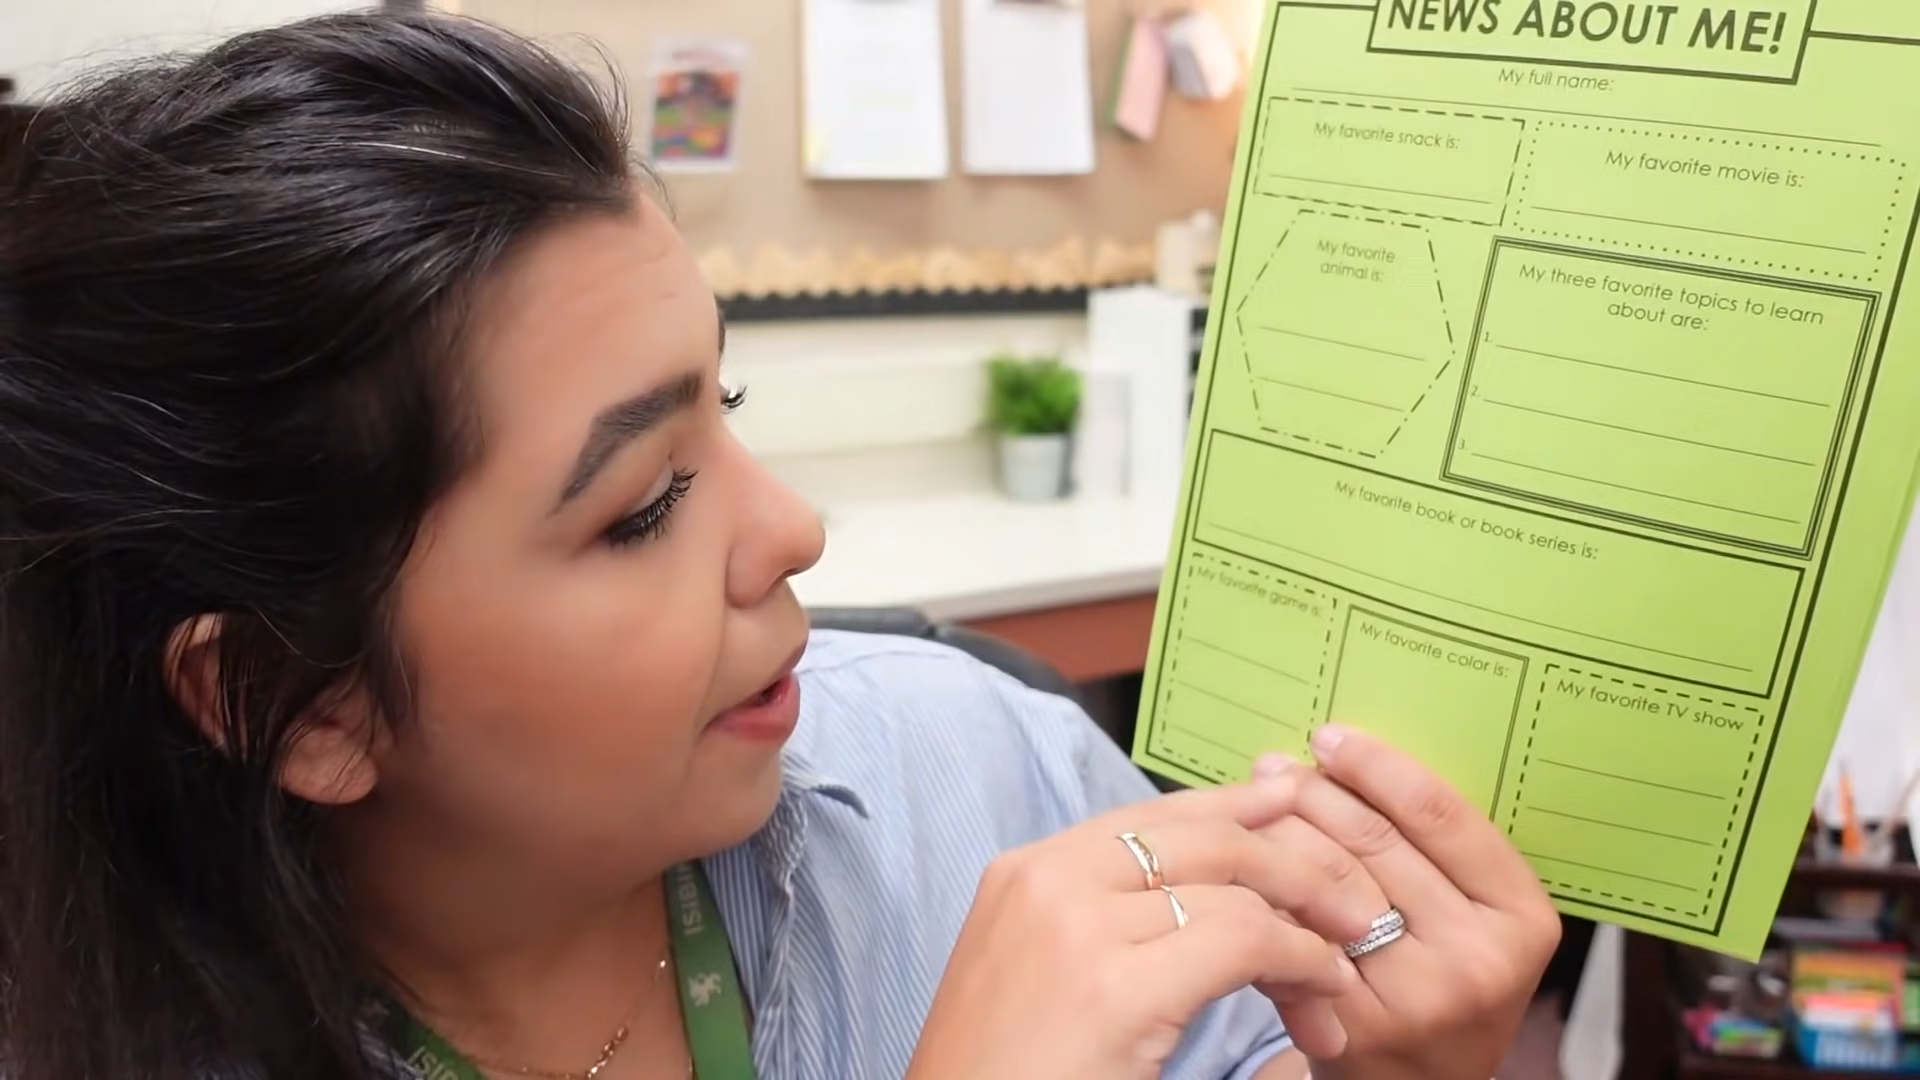 NEWS ABOUT ME!
My full name:
My favorite snack is:
My favorite movie is:
My favorite
animal is:
My three favorite topics to learn
about are:
1.
2.
3.
My favorite book or book series is:
My favorite game is:
My favorite color is:
My favorite TV show